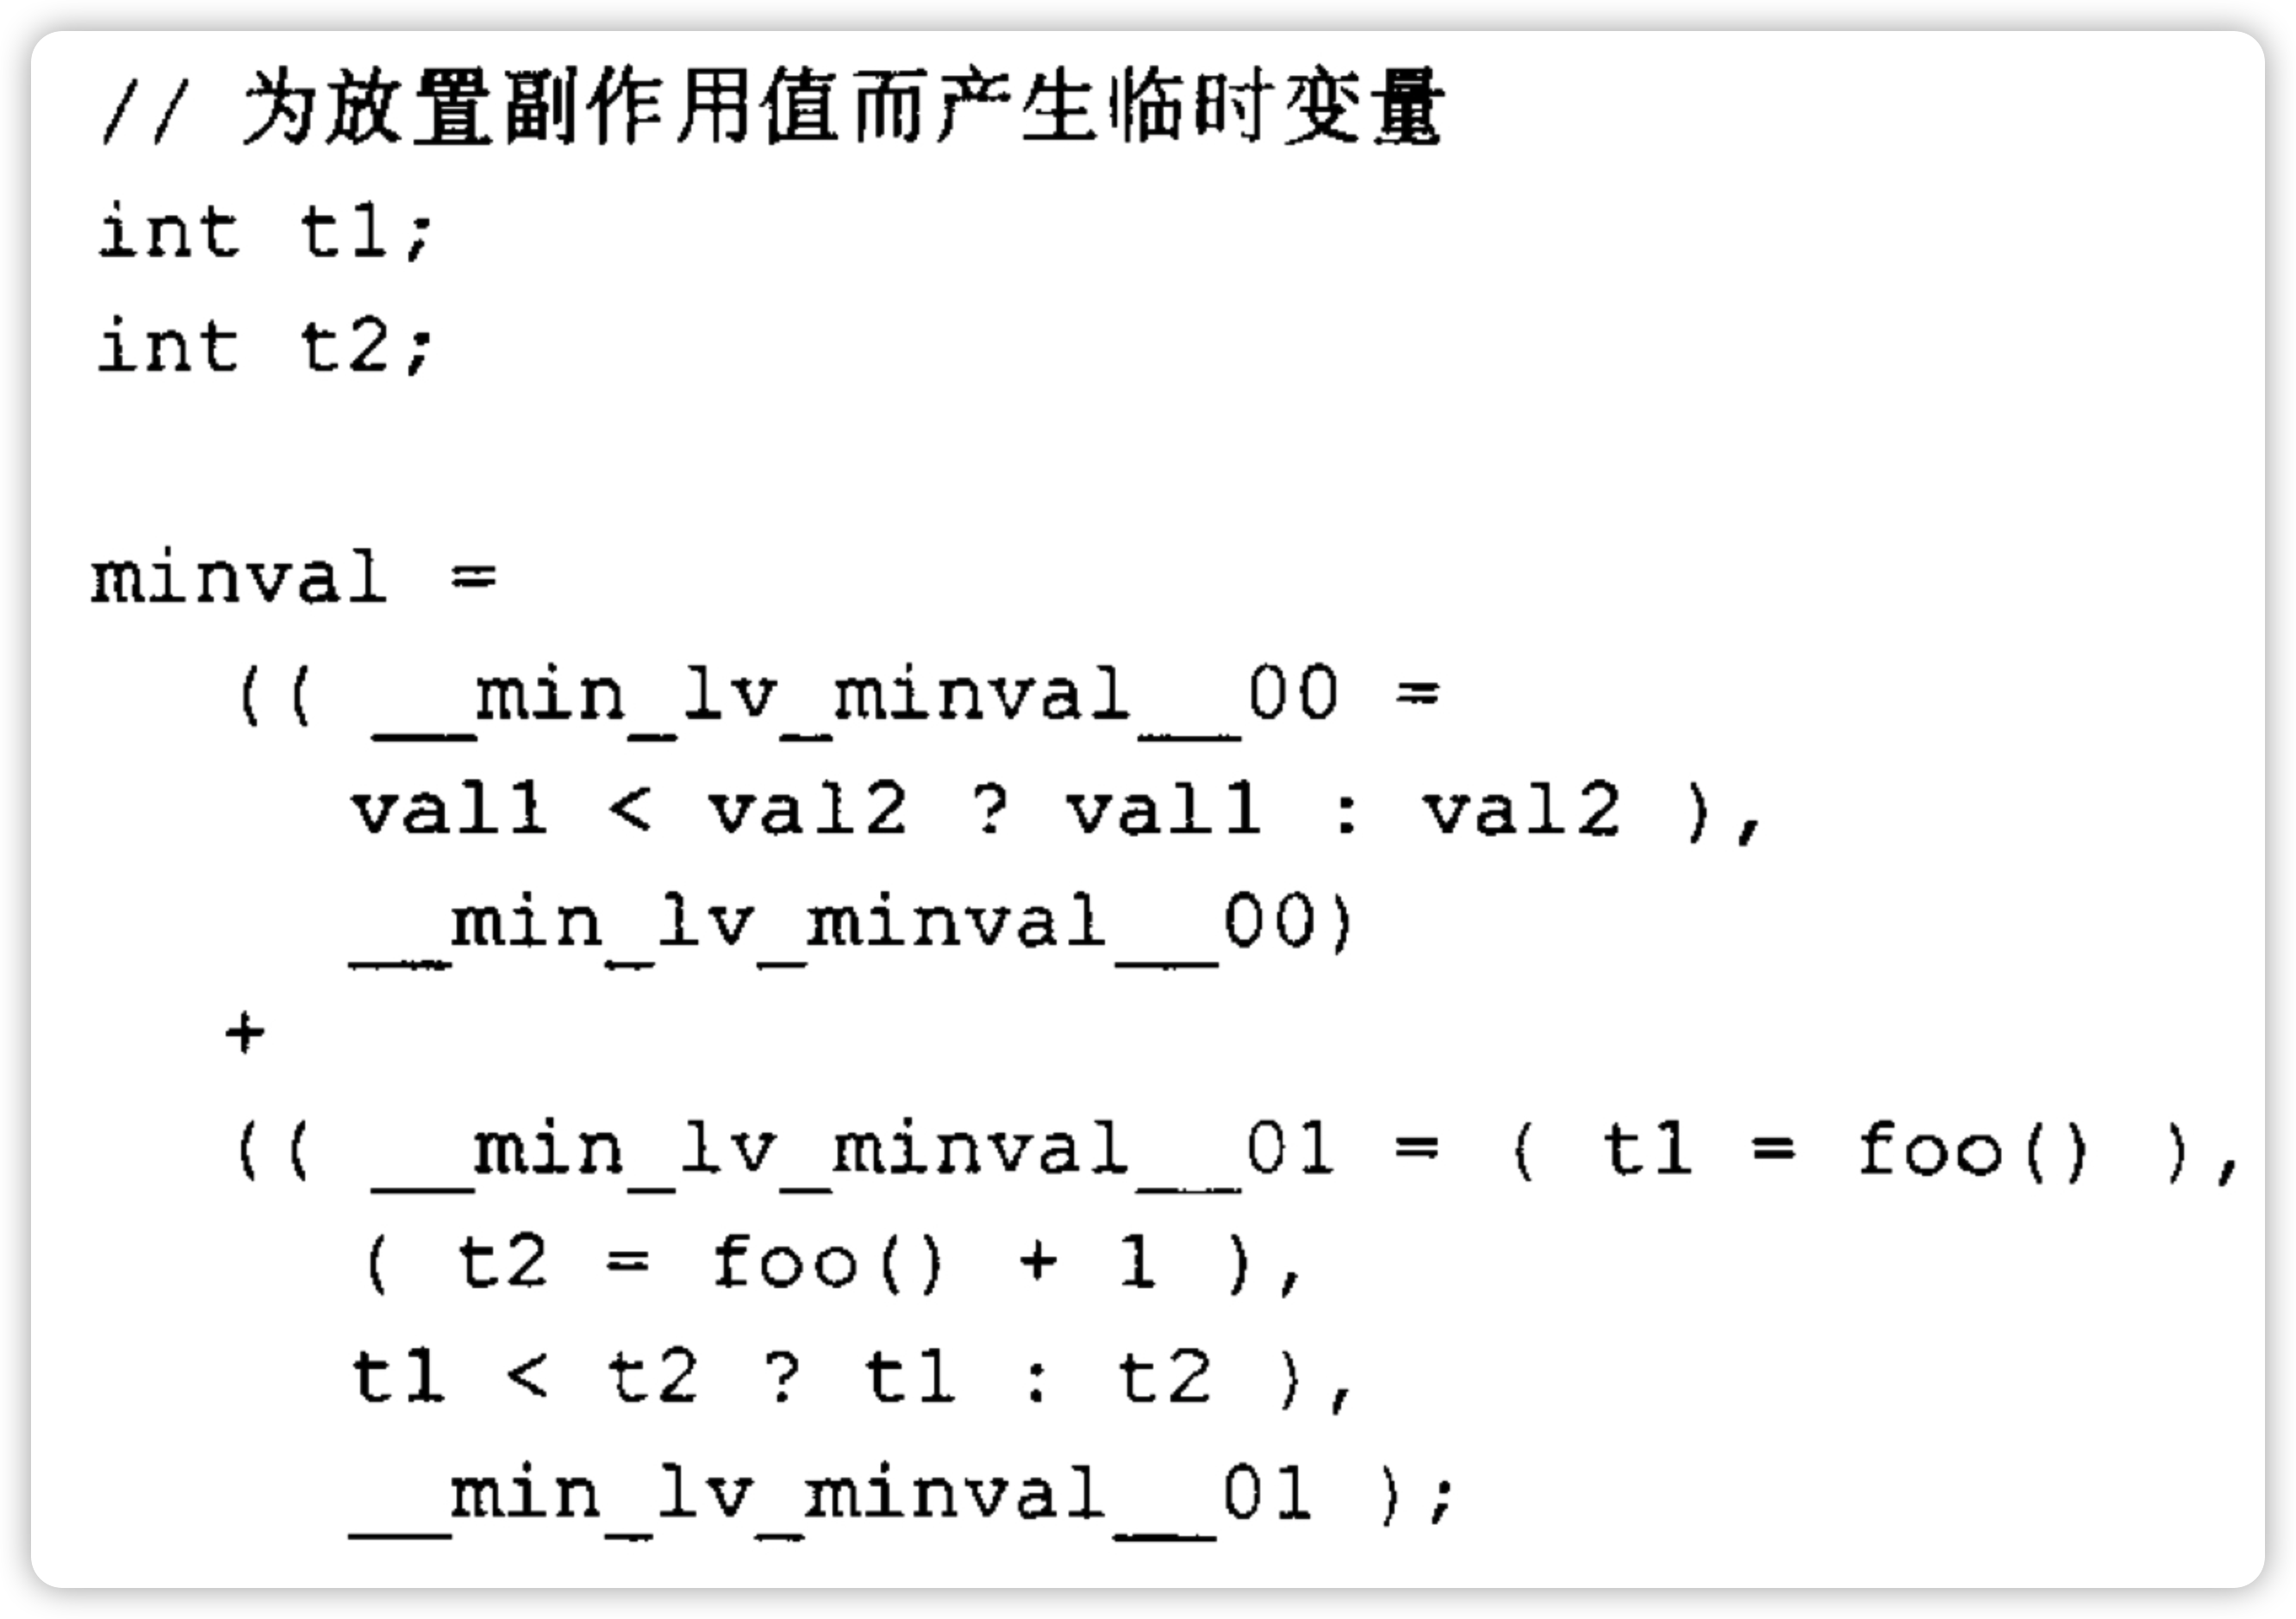 // 为放置副作用值而产生临时变量
int t1;
int t2;
minval =
(( __min_lv_minval__00 =
val1 < val2 ? val1 : val2 ),
__min_lv_minval__00)
+
(( __min_lv_minval__01 = ( t1 = foo() ),
( t2 = foo() + 1 ),
t1 < t2 ? t1 : t2 ),
__min_lv_minval__01 );